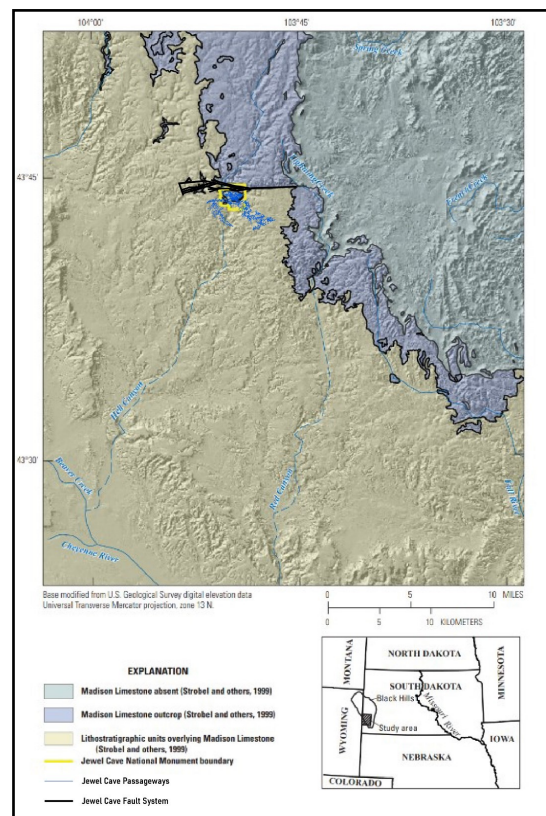 104°00'
103°45'
103°30'
Spring Creek
43°45'
French Creek
Hell Canyon
43°30'
Beaver Creek
Red Canyon
Fall River
Cheyenne River
Base modified from U.S. Geological Survey digital elevation data
Universal Transverse Mercator projection, zone 13 N.
0 5 10 MILES
0 5 10 KILOMETERS
EXPLANATION
Madison Limestone absent (Strobel and others, 1999)
Madison Limestone outcrop (Strobel and others, 1999)
Lithostratigraphic units overlying Madison Limestone
(Strobel and others, 1999)
Jewel Cave National Monument boundary
Jewel Cave Passageways
Jewel Cave Fault System
MONTANA
NORTH DAKOTA
MINNESOTA
SOUTH DAKOTA
Black Hills
Missouri River
WYOMING
Study area
IOWA
NEBRASKA
COLORADO